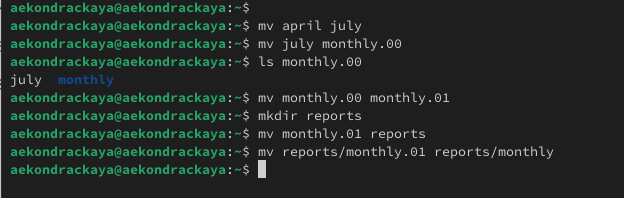 aekondrackaya@aekondrackaya:~$
aekondrackaya@aekondrackaya:~$ mv april july
aekondrackaya@aekondrackaya:~$ mv july monthly.00
aekondrackaya@aekondrackaya:~$ ls monthly.00
july  monthly
aekondrackaya@aekondrackaya:~$ mv monthly.00 monthly.01
aekondrackaya@aekondrackaya:~$ mkdir reports
aekondrackaya@aekondrackaya:~$ mv monthly.01 reports
aekondrackaya@aekondrackaya:~$ mv reports/monthly.01 reports/monthly
aekondrackaya@aekondrackaya:~$